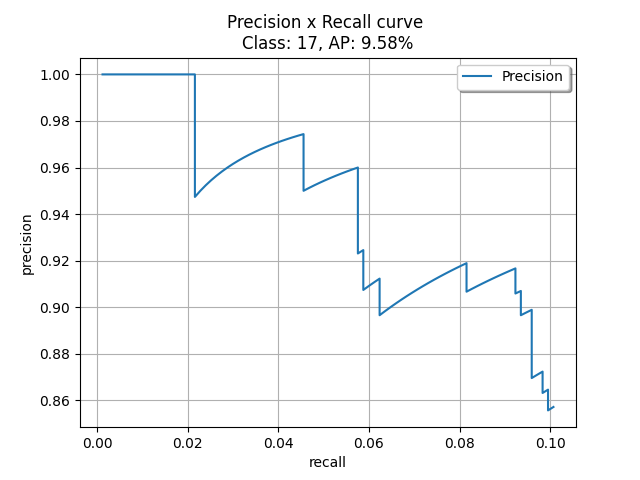 Precision x Recall curve
Class: 17, AP: 9.58%
Precision
1.00
0.98
0.96
0.94
0.92
0.90
0.88
0.86
precision
0.00
0.02
0.04
0.06
0.08
0.10
recall